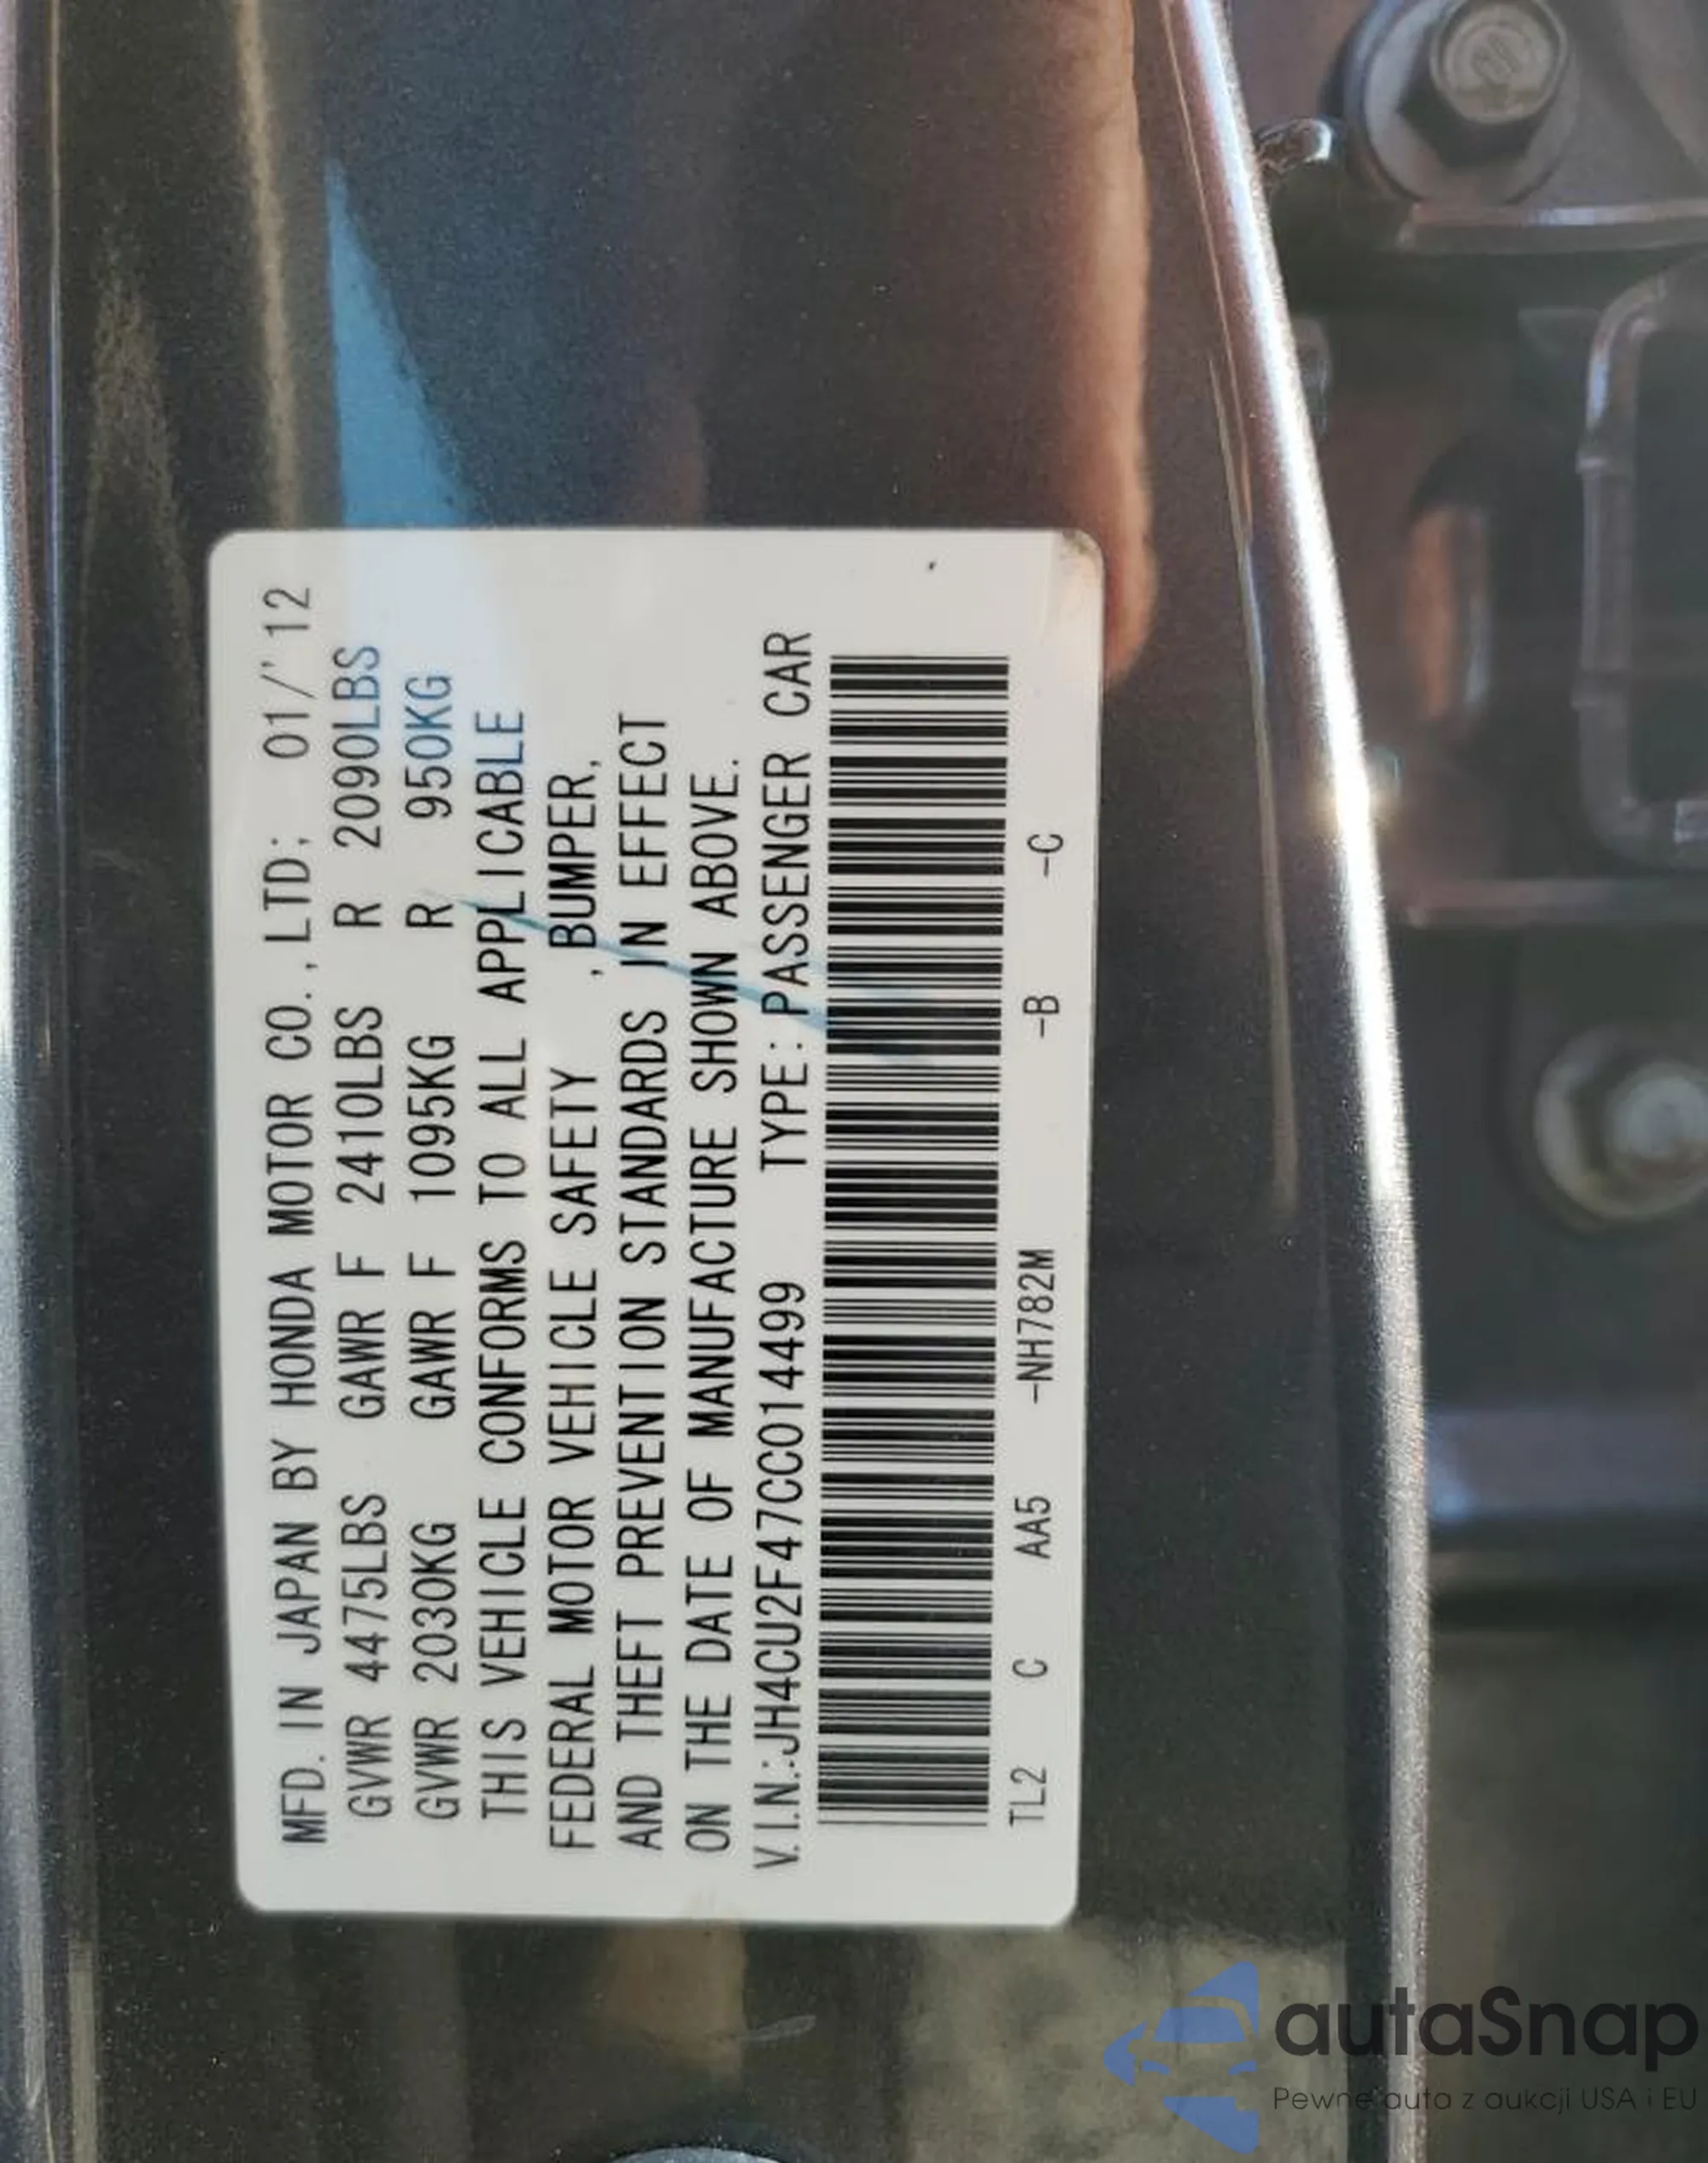 MFD. IN JAPAN BY HONDA MOTOR CO.,LTD; 01/'12
GVWR 4475LBS GAWR F 2410LBS R 2090LBS
GVWR 2030KG GAWR F 1095KG R 950KG
THIS VEHICLE CONFORMS TO ALL APPLICABLE
FEDERAL MOTOR VEHICLE SAFETY ,BUMPER,
AND THEFT PREVENTION STANDARDS IN EFFECT
ON THE DATE OF MANUFACTURE SHOWN ABOVE.
V.I.N.:JH4CU2F47CC014499 TYPE:PASSENGER CAR
TL2 C AA5 -NH782M -B -C
autaSnap
Pewne auta z aukcji USA i EU